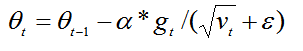 θ_t = θ_{t-1} − α * g_t /(√v_t + ε)